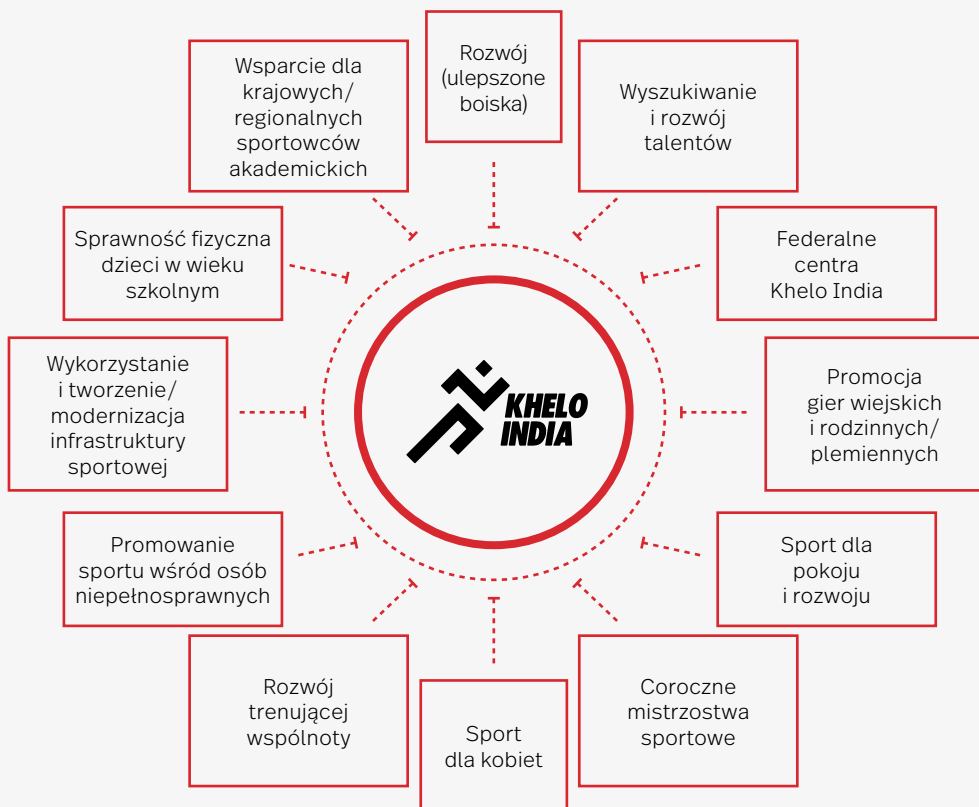 Rozwój
(ulepszone
boiska)
Wyszukiwanie
i rozwój
talentów
Federalne
centra
Khelo India
Promocja
gier wiejskich
i rodzinnych/
plemiennych
Sport dla
pokoju
i rozwoju
Coroczne
mistrzostwa
sportowe
Sport
dla kobiet
Rozwój
trenującej
wspólnoty
Promowanie
sportu wśród osób
niepełnosprawnych
Wykorzystanie
i tworzenie/
modernizacja
infrastruktury
sportowej
Sprawność fizyczna
dzieci w wieku
szkolnym
Wsparcie dla
krajowych/
regionalnych
sportowców
akademickich
KHELO
INDIA